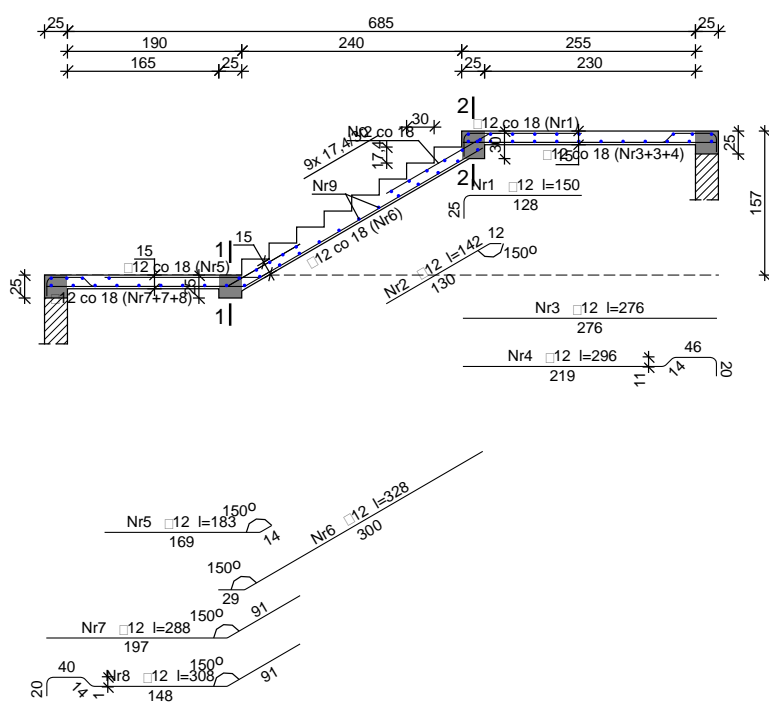 25 685 25
190 240 255
165 25 25 230
2
□12 co 18 (Nr1)
30
Nr2 co 18
9x 17,4/30
17,4
30
25
□12 co 18 (Nr3+3+4)
15
Nr9
2
Nr1 □12 l=150
25
128
157
□12 co 18 (Nr6)
1
15
15
□12 co 18 (Nr5)
25
25
□12 co 18 (Nr7+7+8)
1
Nr2 □12 l=142
130
12
150º
Nr3 □12 l=276
276
Nr4 □12 l=296
219
11
14
46
20
Nr5 □12 l=183
169
150º
14
Nr6 □12 l=328
300
150º
29
Nr7 □12 l=288
197
150º
91
40
20
14
Nr8 □12 l=308
148
150º
91